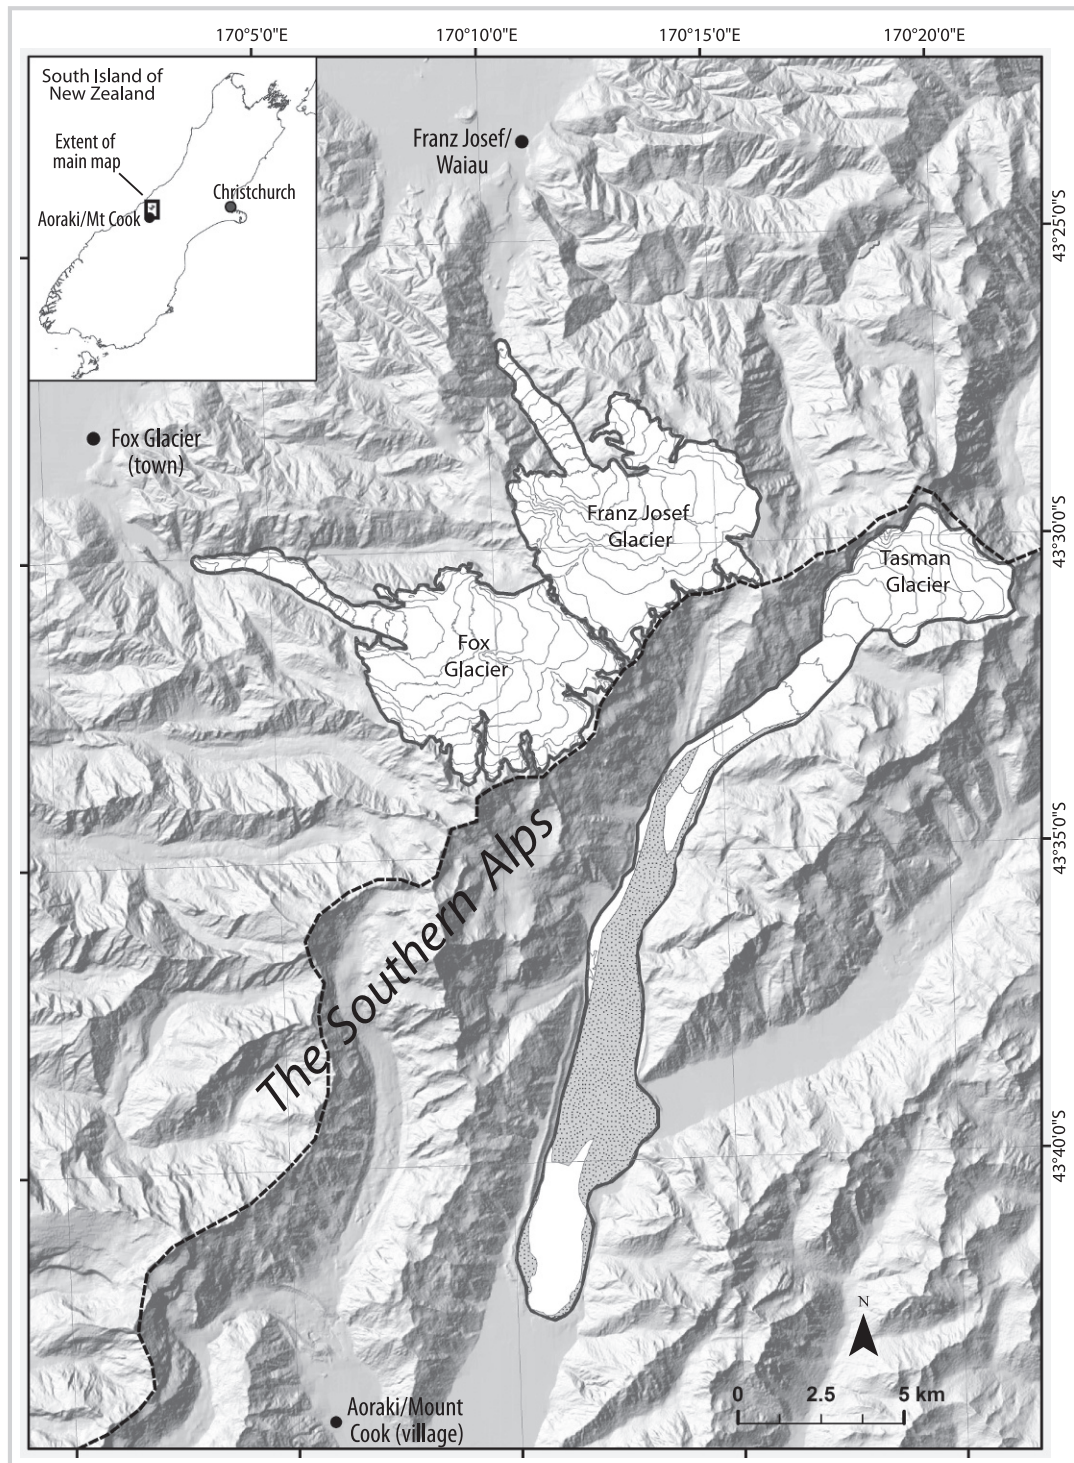 170°5'0"E
170°10'0"E
170°15'0"E
170°20'0"E
South Island of
New Zealand
Extent of
main map
Christchurch
Aoraki/Mt Cook
Franz Josef/
Waiau
43°25'0"S
Fox Glacier
(town)
Franz Josef
Glacier
43°30'0"S
Tasman
Glacier
Fox
Glacier
43°35'0"S
The Southern Alps
43°40'0"S
N
0 2.5 5 km
Aoraki/Mount
Cook (village)